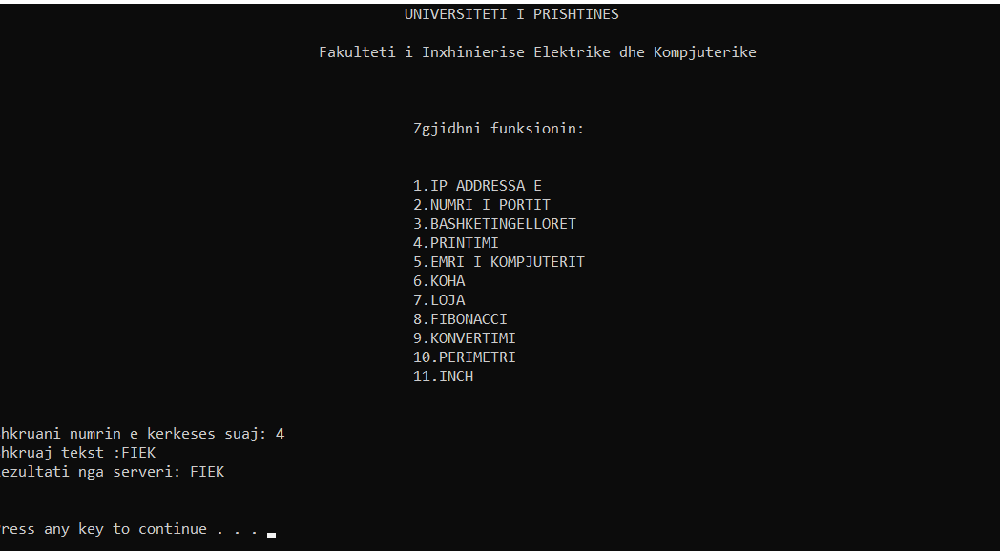 UNIVERSITETI I PRISHTINES
Fakulteti i Inxhinierise Elektrike dhe Kompjuterike
Zgjidhni funksionin:
1.IP ADDRESSA E
2.NUMRI I PORTIT
3.BASHKETINGELLORET
4.PRINTIMI
5.EMRI I KOMPJUTERIT
6.KOHA
7.LOJA
8.FIBONACCI
9.KONVERTIMI
10.PERIMETRI
11.INCH
hkruani numrin e kerkeses suaj: 4
hkruaj tekst :FIEK
ezultati nga serveri: FIEK
ress any key to continue . . .